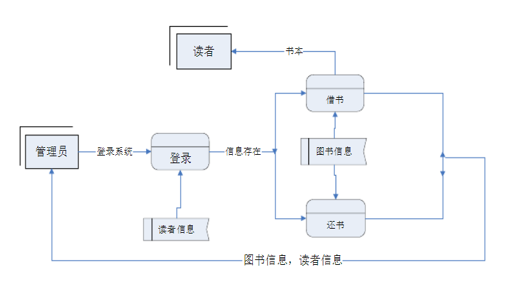 读者
书本
借书
管理员
登录系统
登录
信息存在
图书信息
读者信息
还书
图书信息，读者信息